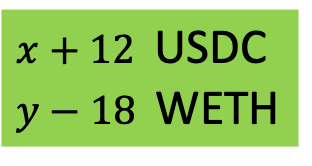 x + 12 USDC
y − 18 WETH